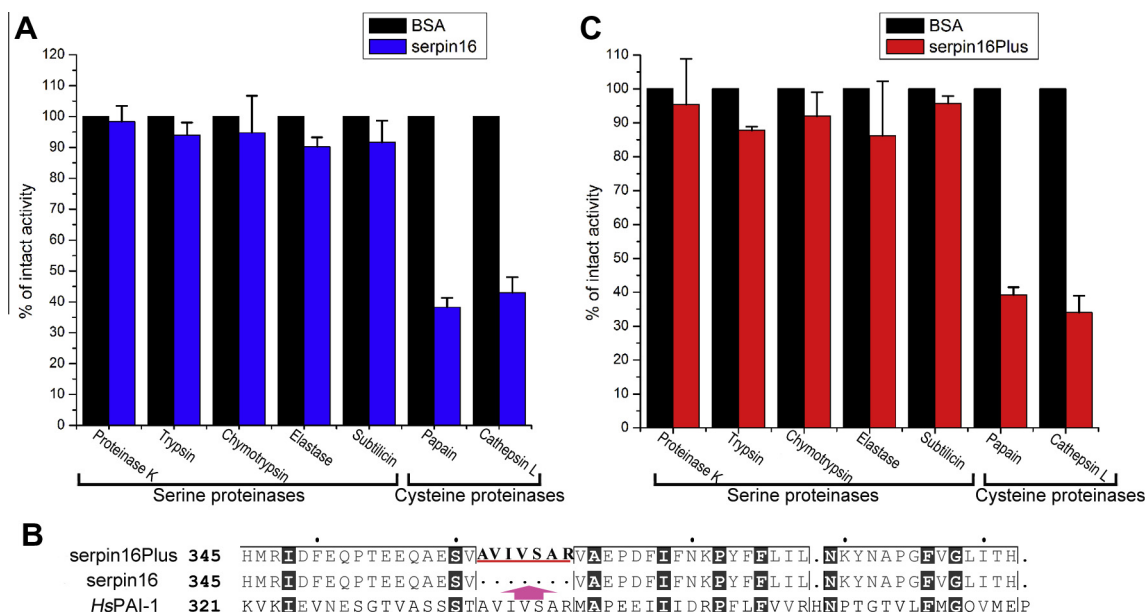 A
BSA
serpin16
% of intact activity
120
110
100
90
80
70
60
50
40
30
20
10
0
Proteinase K
Trypsin
Chymotrypsin
Elastase
Subtilicin
Papain
Cathepsin L
Serine proteinases
Cysteine proteinases
C
BSA
serpin16Plus
% of intact activity
110
100
90
80
70
60
50
40
30
20
10
0
Proteinase K
Trypsin
Chymotrypsin
Elastase
Subtilicin
Papain
Cathepsin L
Serine proteinases
Cysteine proteinases
B
serpin16Plus 345 HMRIDFEQPTEEQAESVAVIVSARVAEPDFIFNKPYFFLIL.NKYNAPGFVGLITH.
serpin16 345 HMRIDFEQPTEEQAESV.......VAEPDFIFNKPYFFLIL.NKYNAPGFVGLITH.
HsPAI-1 321 KVKIEVNESGTVASSSTAVIVSARMAPEEIIIDRPFLFVVRHNPTGTVLFMGQVMEP